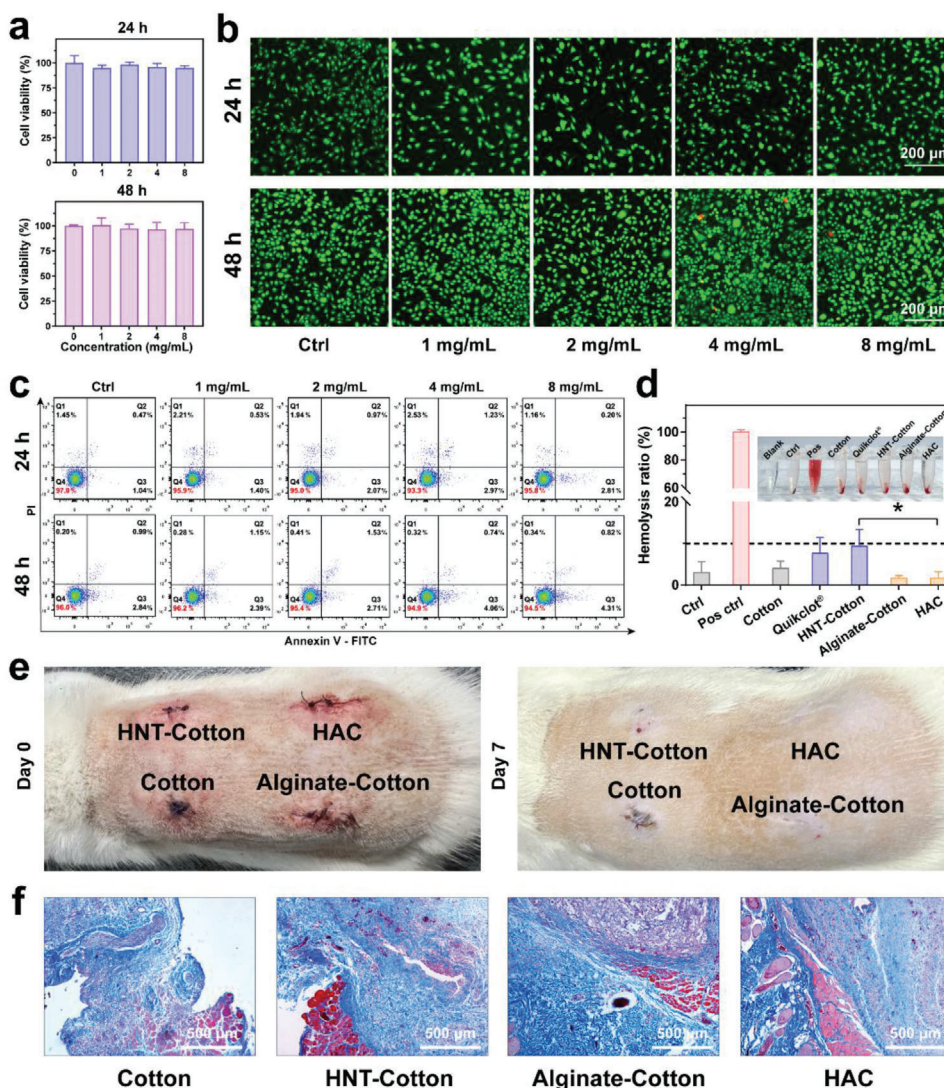 a
24 h
Cell viability (%)
100
75
50
25
0
0 1 2 4 8
48 h
Cell viability (%)
100
75
50
25
0
0 1 2 4 8
Concentration (mg/mL)
b
24 h
200 µm
48 h
200 µm
Ctrl 1 mg/mL 2 mg/mL 4 mg/mL 8 mg/mL
c
Ctrl 1 mg/mL 2 mg/mL 4 mg/mL 8 mg/mL
24 h
Q1 Q2 Q1 Q2 Q1 Q2 Q1 Q2 Q1 Q2
1.45% 0.47% 2.21% 0.53% 1.94% 0.97% 2.53% 1.23% 1.16% 0.20%
Q4 Q3 Q4 Q3 Q4 Q3 Q4 Q3 Q4 Q3
1.04% 95.9% 1.40% 95.0% 2.07% 93.3% 2.97% 95.8% 2.81%
PI
48 h
Q1 Q2 Q1 Q2 Q1 Q2 Q1 Q2 Q1 Q2
0.20% 0.99% 0.28% 1.15% 0.41% 1.53% 0.32% 0.74% 0.34% 0.82%
Q4 Q3 Q4 Q3 Q4 Q3 Q4 Q3 Q4 Q3
96.0% 2.84% 96.2% 2.39% 95.4% 2.71% 94.9% 4.06% 94.5% 4.31%
Annexin V - FITC
d
Hemolysis ratio (%)
100
80
60
20
10
0
Blank Ctrl Pos Cotton Quikclot® HNT-Cotton Alginate-Cotton HAC
*
Ctrl Pos ctrl Cotton Quikclot® HNT-Cotton Alginate-Cotton HAC
e
Day 0
HNT-Cotton HAC
Cotton Alginate-Cotton
Day 7
HNT-Cotton HAC
Cotton Alginate-Cotton
f
500 µm 500 µm 500 µm 500 µm
Cotton HNT-Cotton Alginate-Cotton HAC